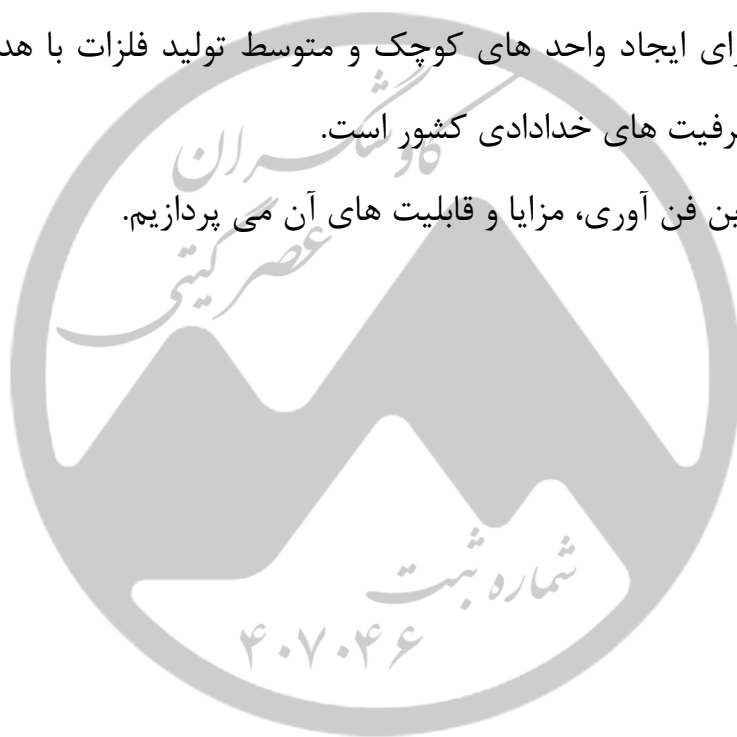 ای ایجاد واحد های کوچک و متوسط تولید فلزات با هد
رفیت های خدادادی کشور است.
ین فن آوری، مزایا و قابلیت های آن می پردازیم.
کاوشگران
عصر گیتی
شماره ثبت
۴۰۷۰۴۶